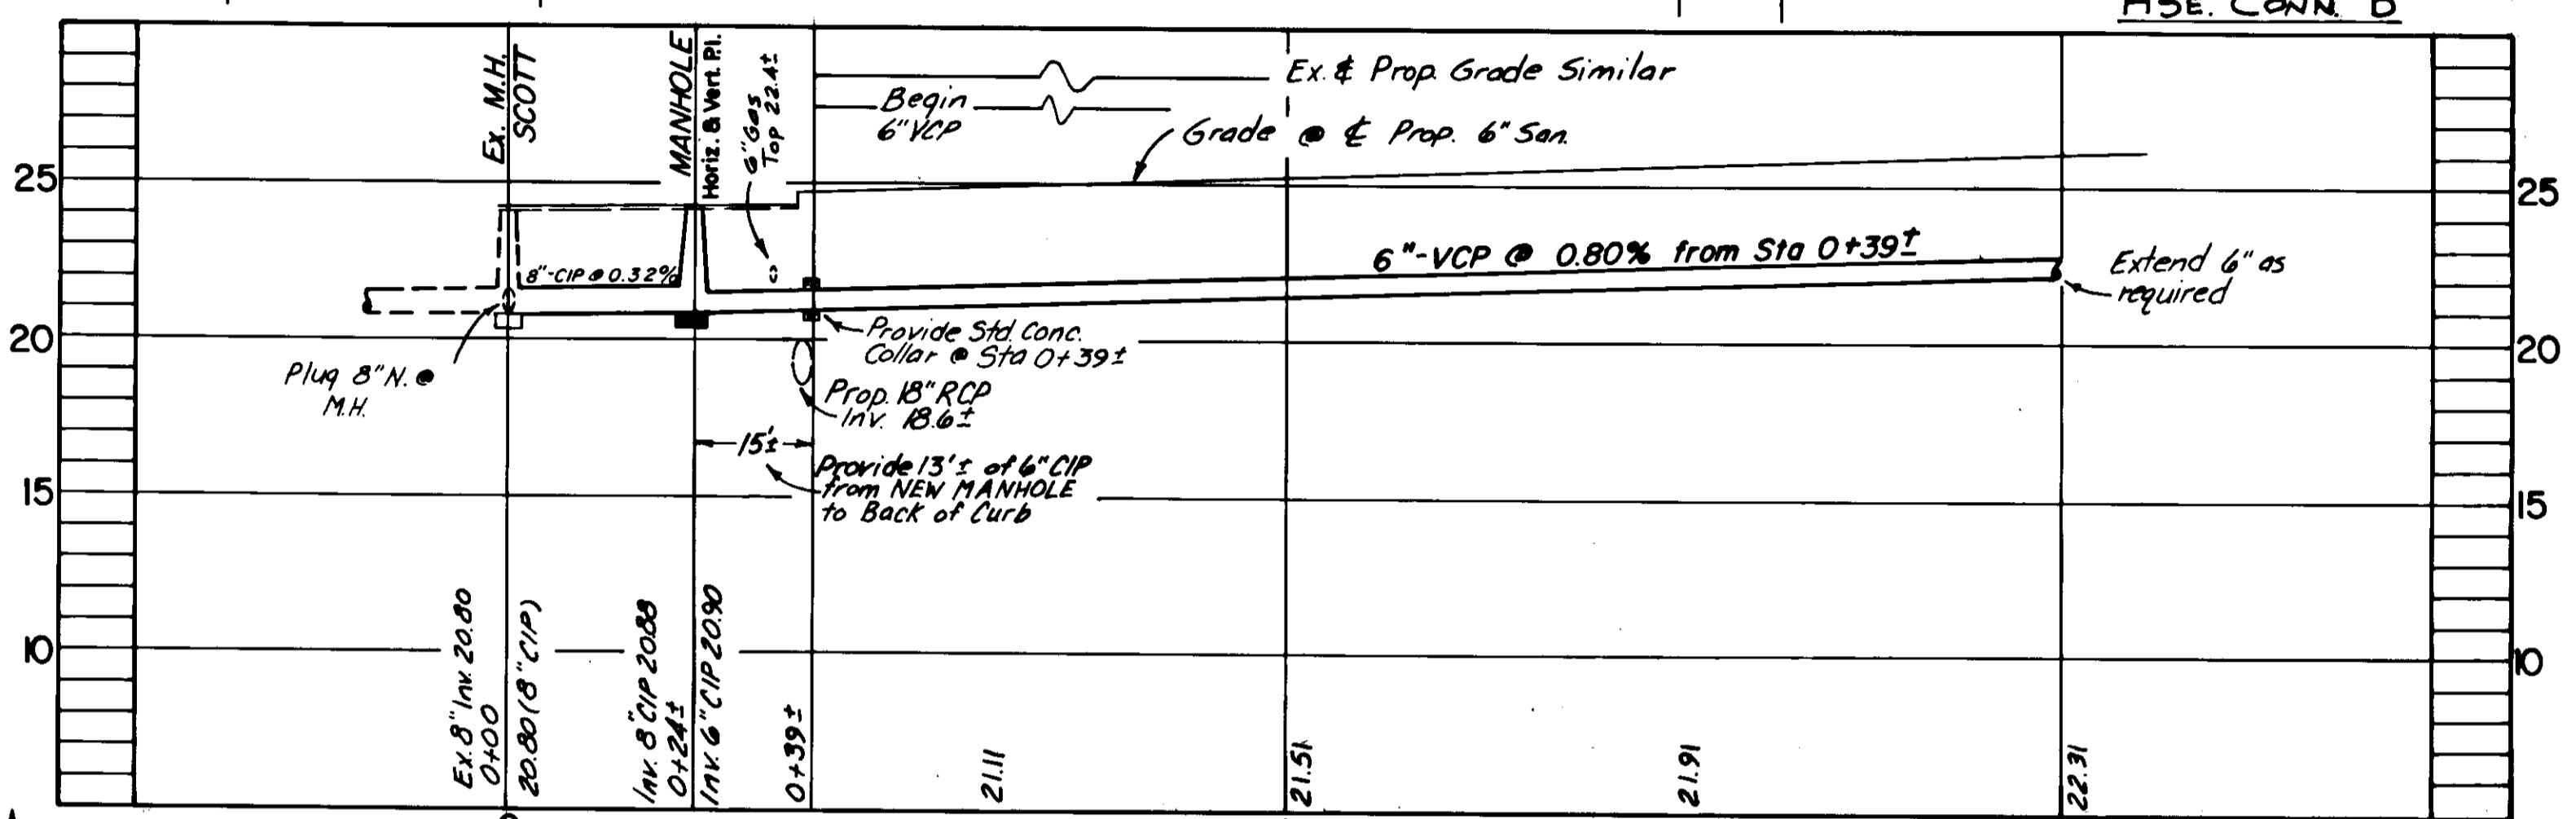 HSE. CONN. D
Ex. M.H.
SCOTT
MANHOLE
Horiz. & Vert. P.I.
6" Gas
Top 22.4±
Begin
6" VCP
Ex. & Prop. Grade Similar
Grade @ ℄ Prop. 6" San.
25
25
8"-CIP @ 0.32%
6"-VCP @ 0.80% from Sta 0+39±
Extend 6" as
required
20
20
Plug 8" N. @
M.H.
Provide Std. Conc.
Collar @ Sta 0+39±
Prop. 18" RCP
Inv. 18.6±
15'±
Provide 13'± of 6" CIP
from NEW MANHOLE
to Back of Curb
15
15
10
10
Ex. 8" Inv. 20.80
0+00
20.80 (8" CIP)
Inv. 8" CIP 20.88
0+24±
Inv. 6" CIP 20.90
0+39±
21.11
21.51
21.91
22.31